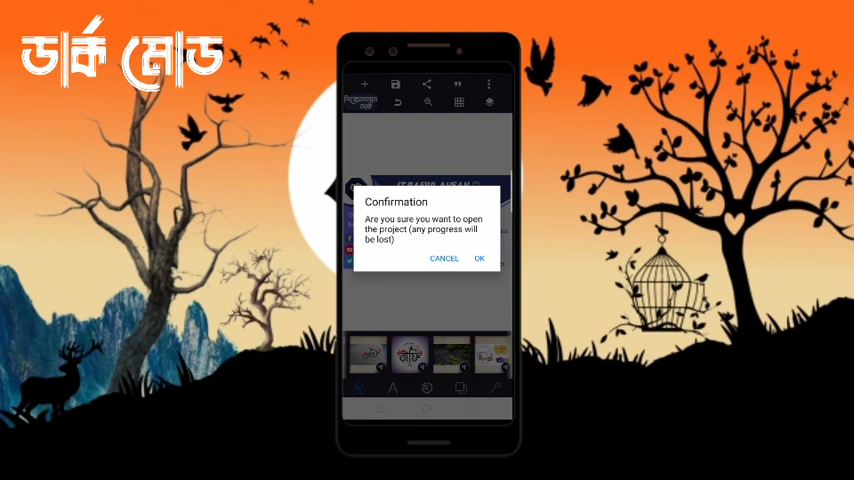 ডার্ক মোড
Confirmation
Are you sure you want to open
the project (any progress will
be lost)
CANCEL
OK